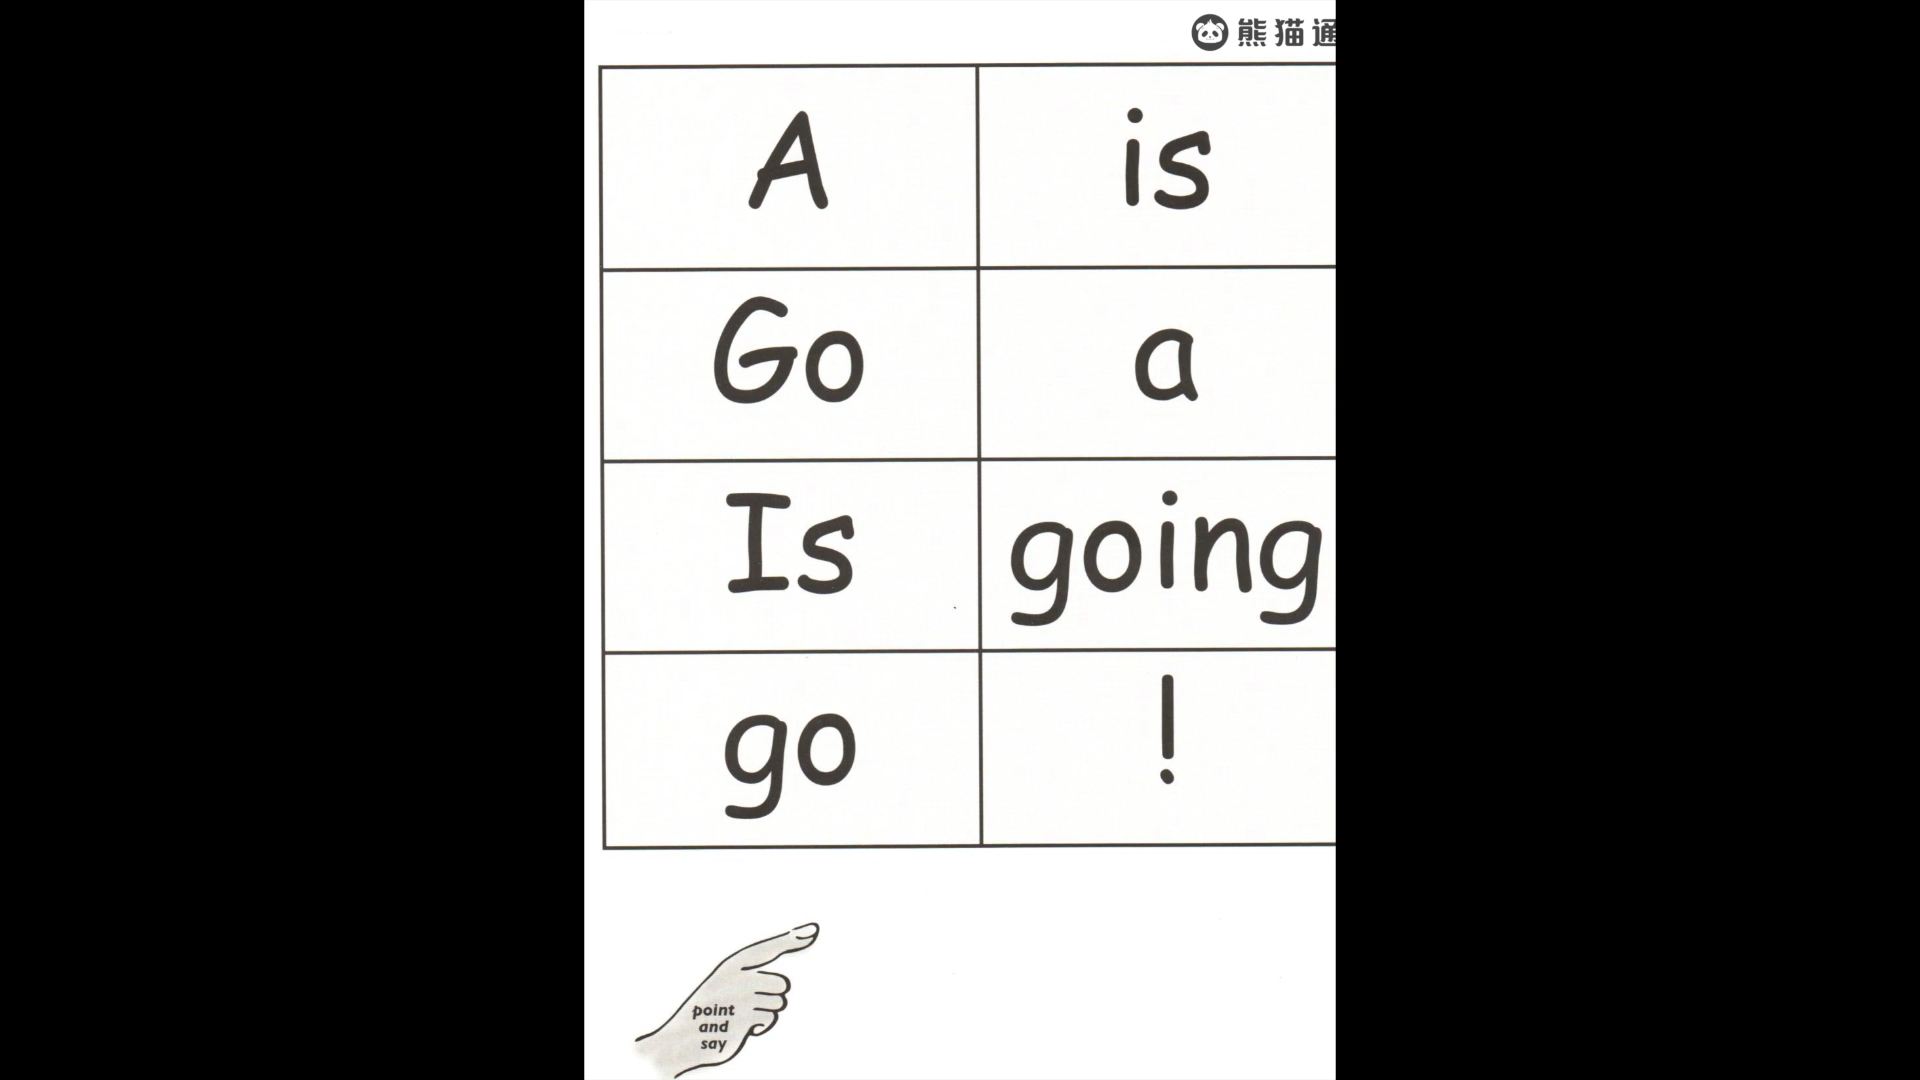 熊猫通
A is
Go a
Is going
go !
point
and
say